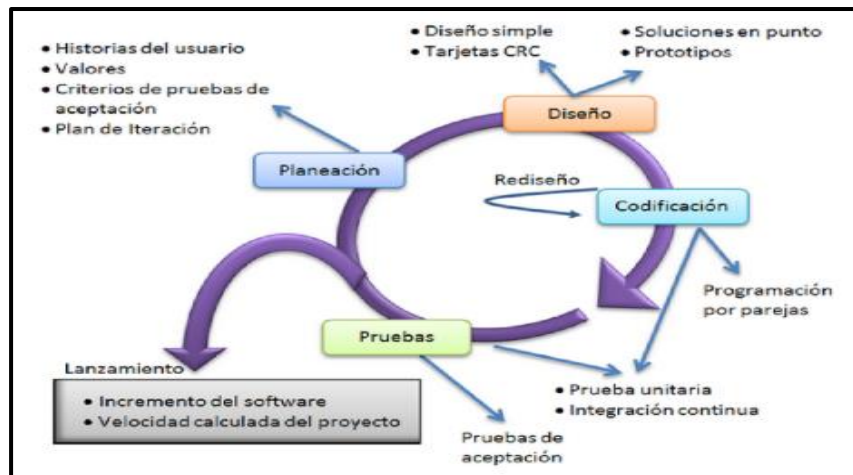 • Historias del usuario
• Valores
• Criterios de pruebas de
aceptación
• Plan de Iteración
• Diseño simple
• Tarjetas CRC
• Soluciones en punto
• Prototipos
Diseño
Planeación
Rediseño
Codificación
Programación
por parejas
Pruebas
Lanzamiento
• Incremento del software
• Velocidad calculada del proyecto
• Prueba unitaria
• Integración continua
Pruebas de
aceptación